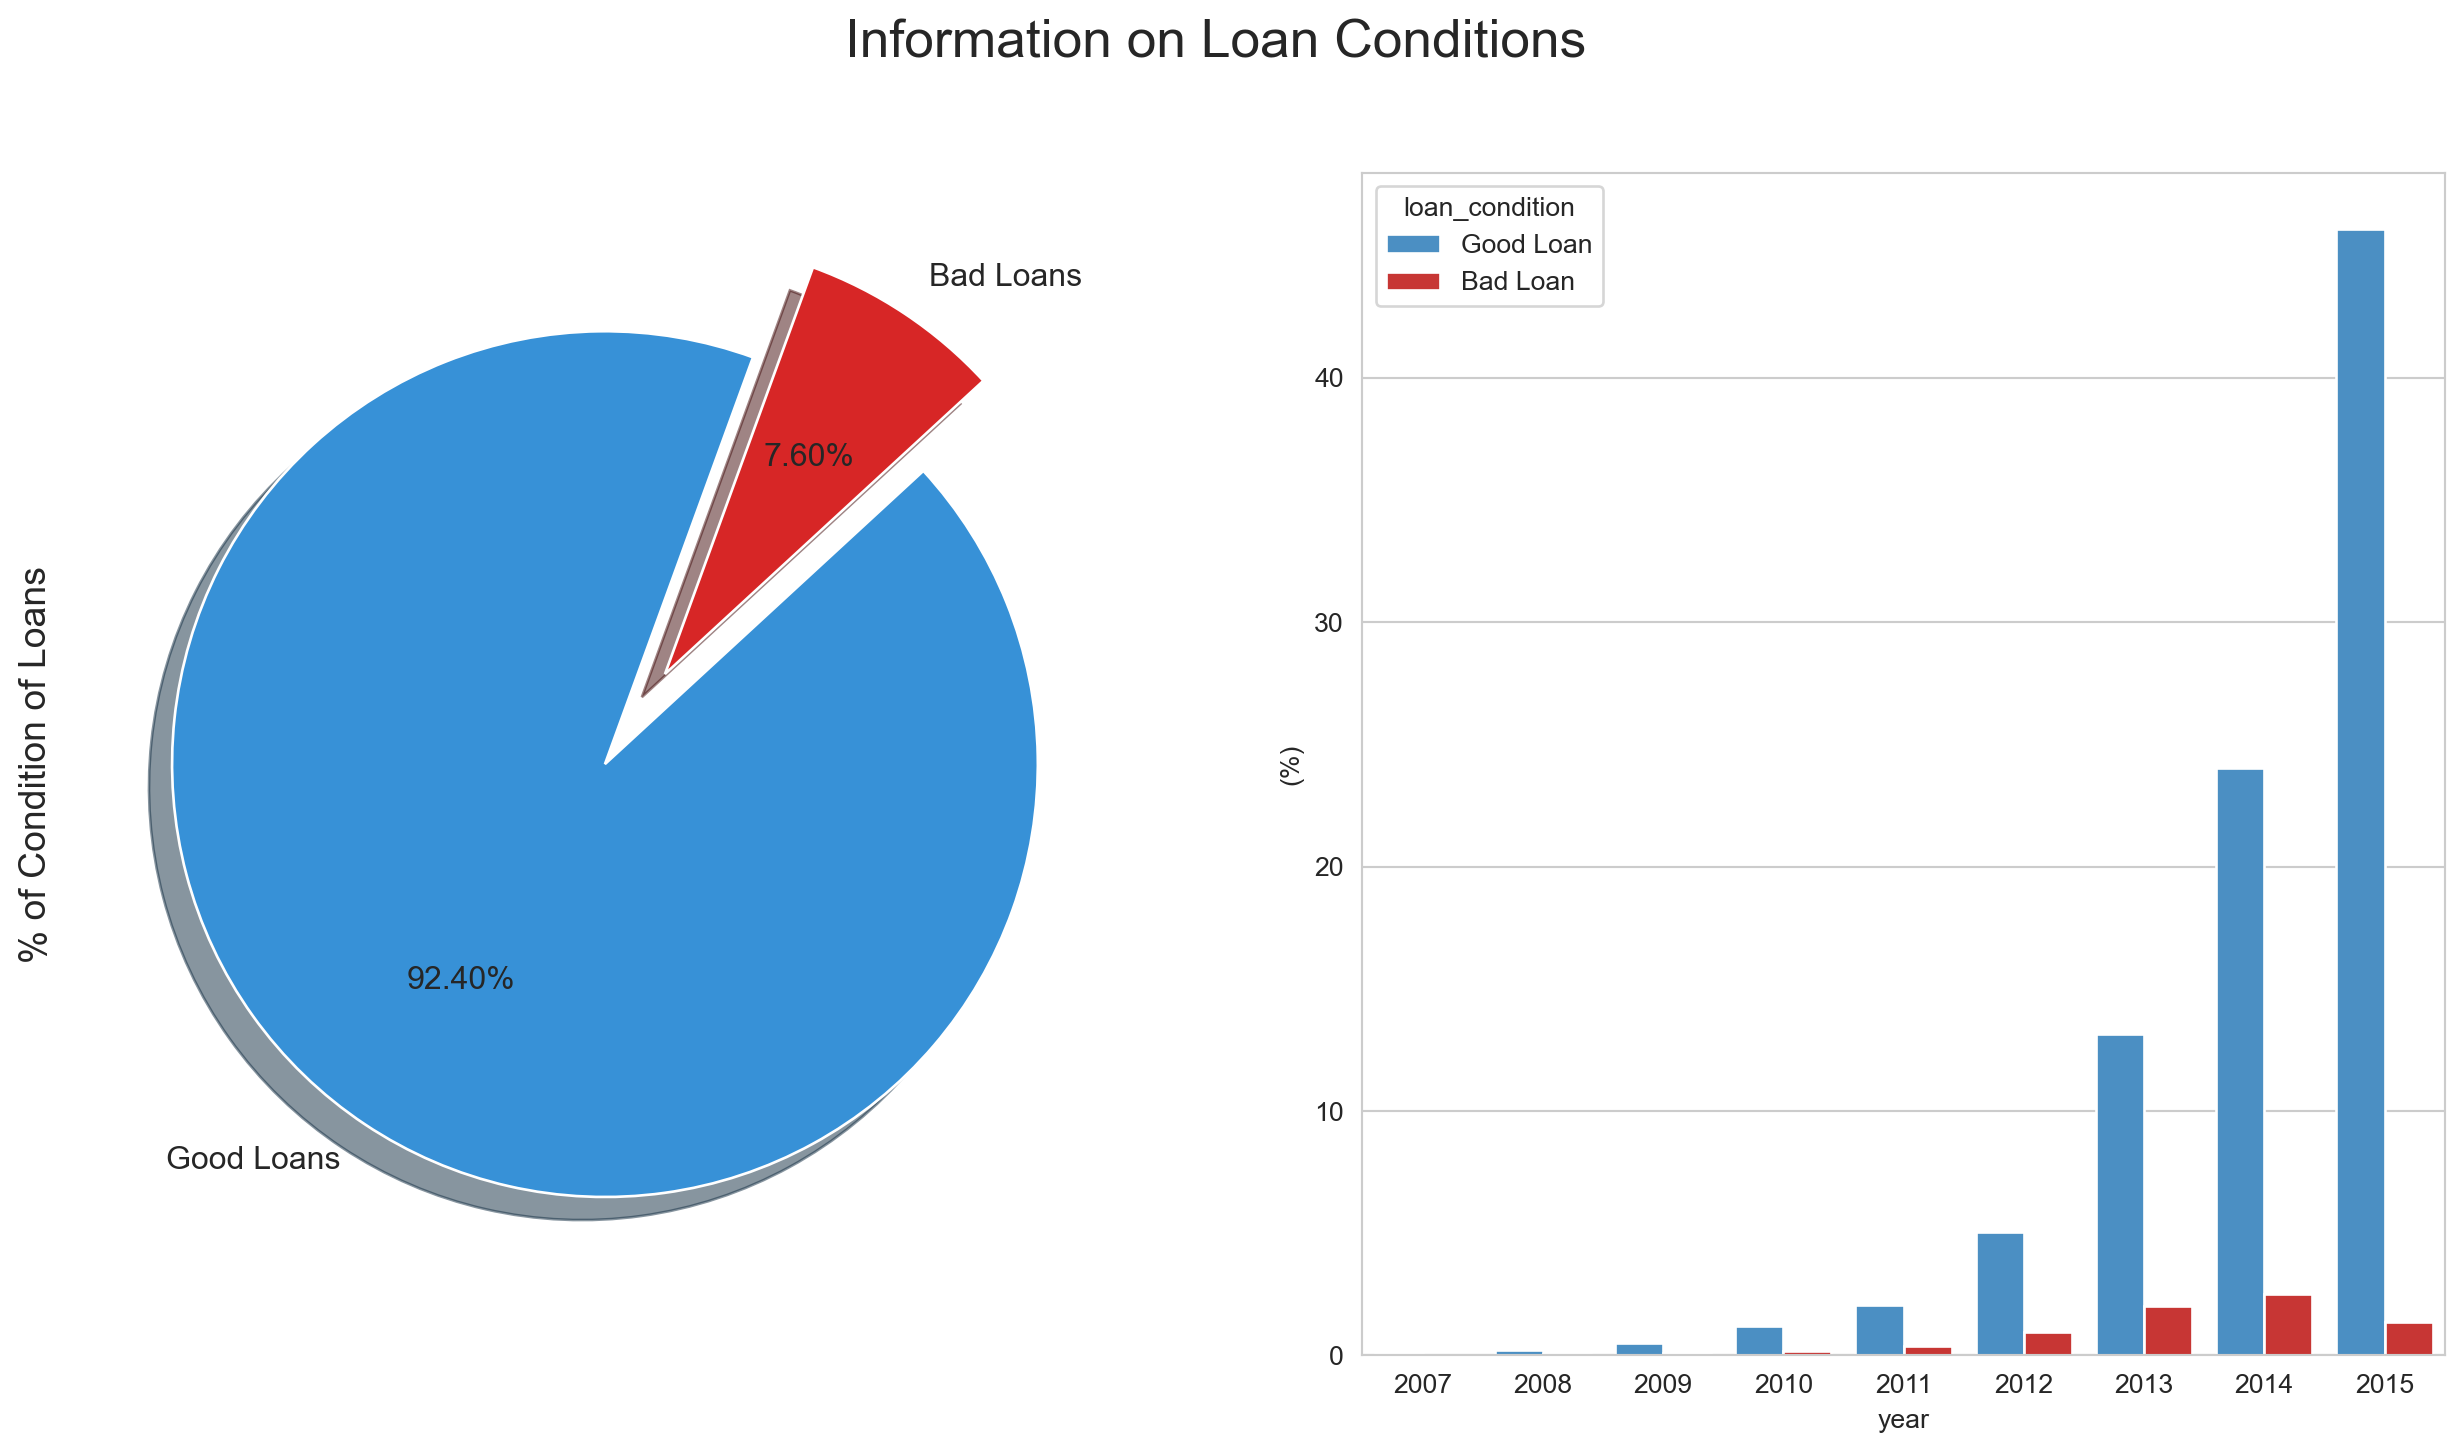 Information on Loan Conditions
% of Condition of Loans
Bad Loans
7.60%
92.40%
Good Loans
loan_condition
Good Loan
Bad Loan
(%)
40
30
20
10
0
2007 2008 2009 2010 2011 2012 2013 2014 2015
year